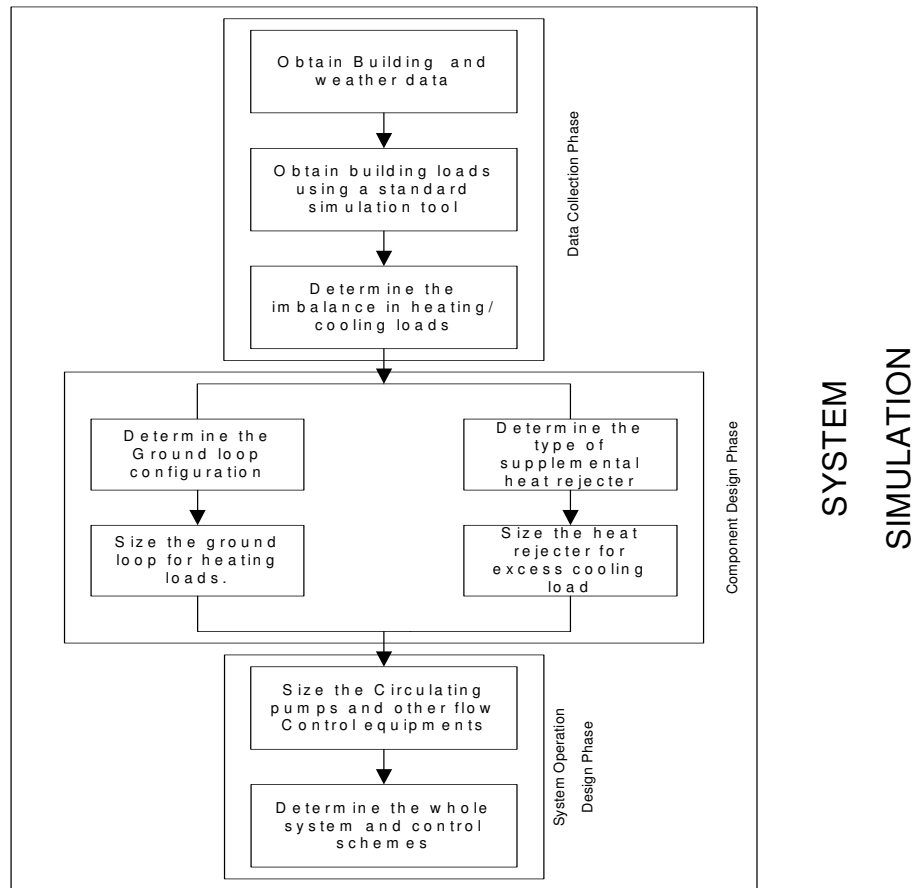 Obtain Building and
weather data
Obtain building loads
using a standard
simulation tool
Determine the
imbalance in heating/
cooling loads
Data Collection Phase
Determine the
Ground loop
configuration
Size the ground
loop for heating
loads.
Determine the
type of
supplemental
heat rejecter
Size the heat
rejecter for
excess cooling
load
Component Design Phase
Size the Circulating
pumps and other flow
Control equipments
Determine the whole
system and control
schemes
System Operation
Design Phase
SYSTEM
SIMULATION